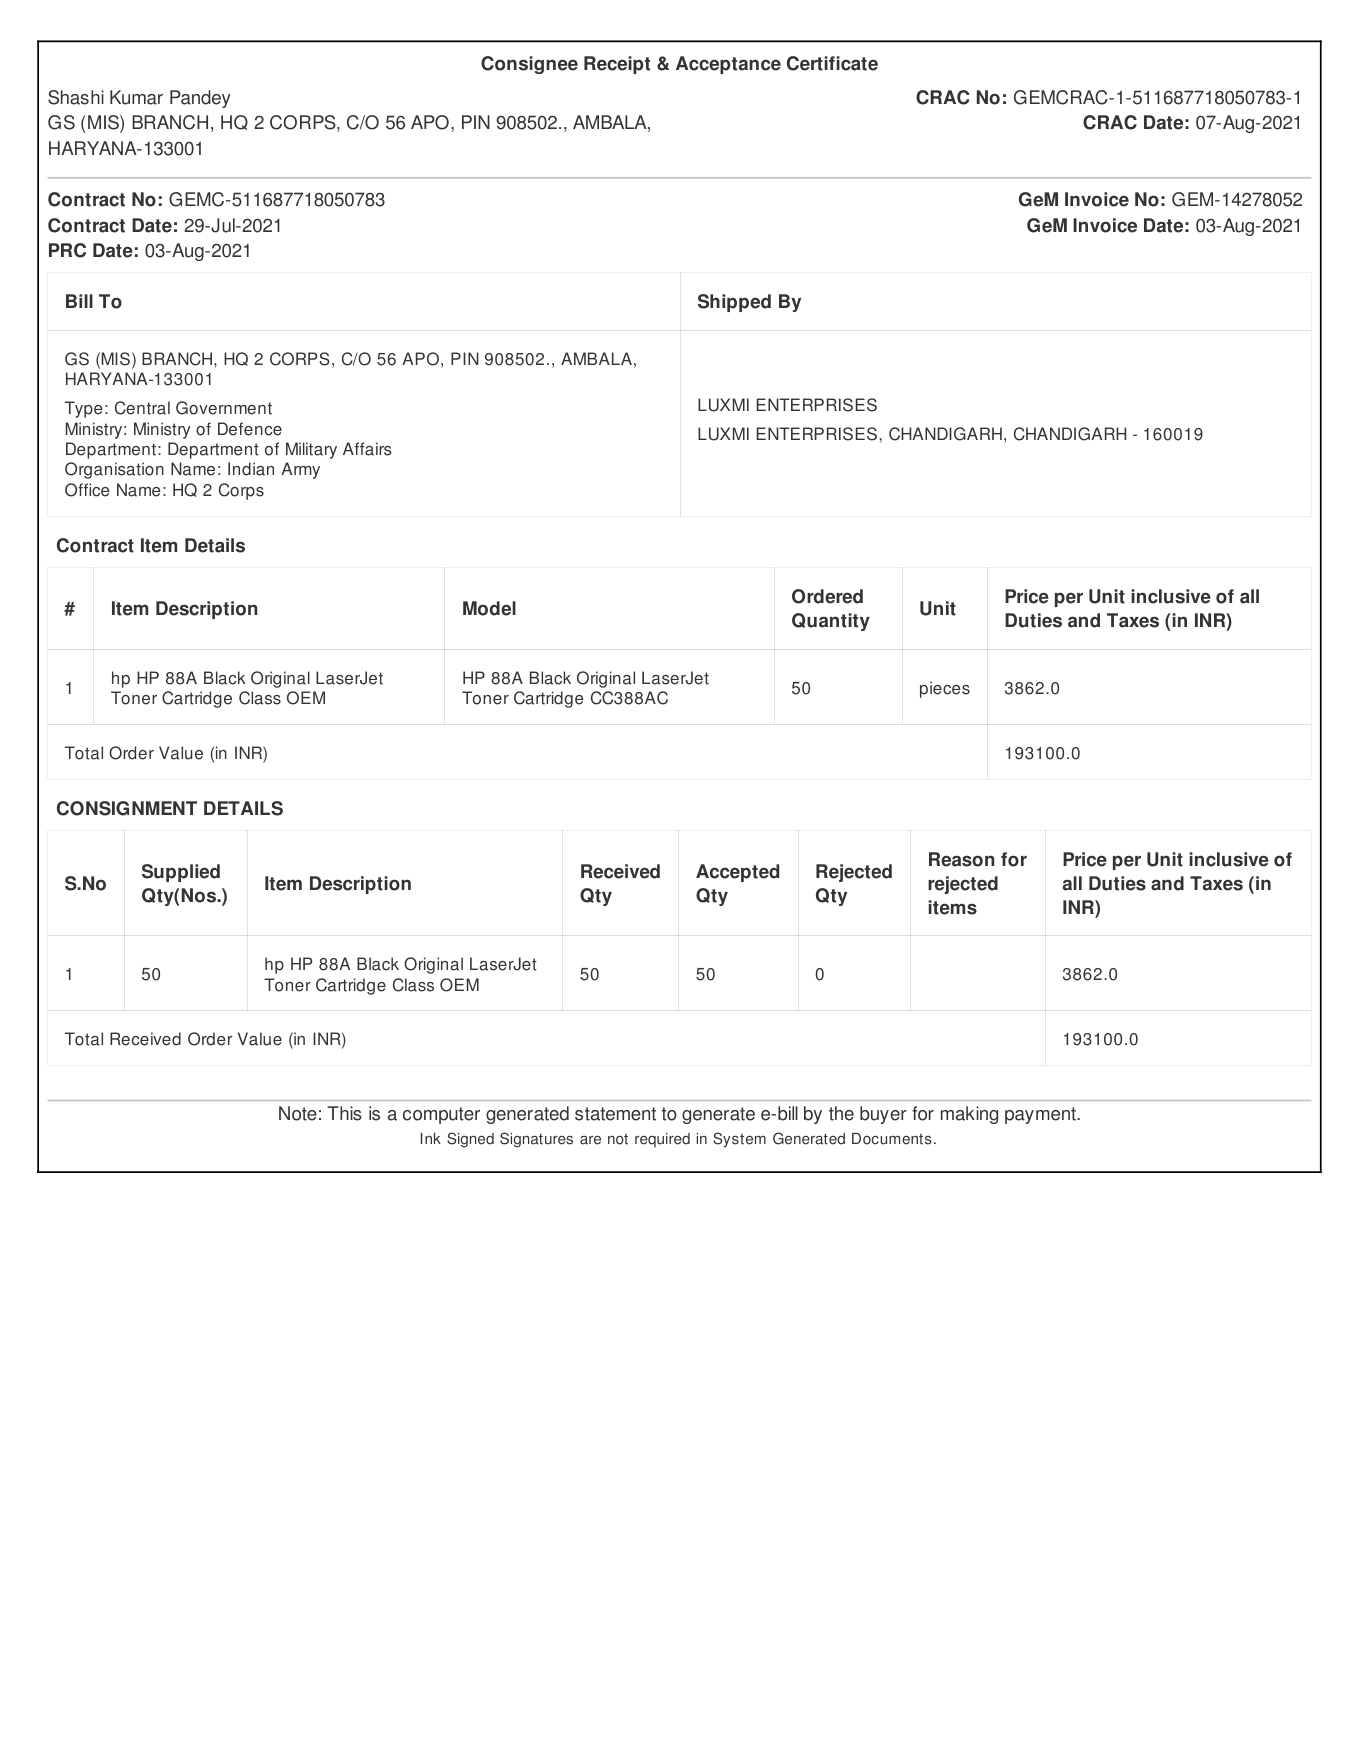 Consignee Receipt & Acceptance Certificate
Shashi Kumar Pandey
GS (MIS) BRANCH, HQ 2 CORPS, C/O 56 APO, PIN 908502., AMBALA,
HARYANA-133001
CRAC No: GEMCRAC-1-511687718050783-1
CRAC Date: 07-Aug-2021
Contract No: GEMC-511687718050783
Contract Date: 29-Jul-2021
PRC Date: 03-Aug-2021
GeM Invoice No: GEM-14278052
GeM Invoice Date: 03-Aug-2021
Bill To
Shipped By
GS (MIS) BRANCH, HQ 2 CORPS, C/O 56 APO, PIN 908502., AMBALA,
HARYANA-133001
Type: Central Government
Ministry: Ministry of Defence
Department: Department of Military Affairs
Organisation Name: Indian Army
Office Name: HQ 2 Corps
LUXMI ENTERPRISES
LUXMI ENTERPRISES, CHANDIGARH, CHANDIGARH - 160019
Contract Item Details
#
Item Description
Model
Ordered
Quantity
Unit
Price per Unit inclusive of all
Duties and Taxes (in INR)
1
hp HP 88A Black Original LaserJet
Toner Cartridge Class OEM
HP 88A Black Original LaserJet
Toner Cartridge CC388AC
50
pieces
3862.0
Total Order Value (in INR)
193100.0
CONSIGNMENT DETAILS
S.No
Supplied
Qty(Nos.)
Item Description
Received
Qty
Accepted
Qty
Rejected
Qty
Reason for
rejected
items
Price per Unit inclusive of
all Duties and Taxes (in
INR)
1
50
hp HP 88A Black Original LaserJet
Toner Cartridge Class OEM
50
50
0
3862.0
Total Received Order Value (in INR)
193100.0
Note: This is a computer generated statement to generate e-bill by the buyer for making payment.
Ink Signed Signatures are not required in System Generated Documents.